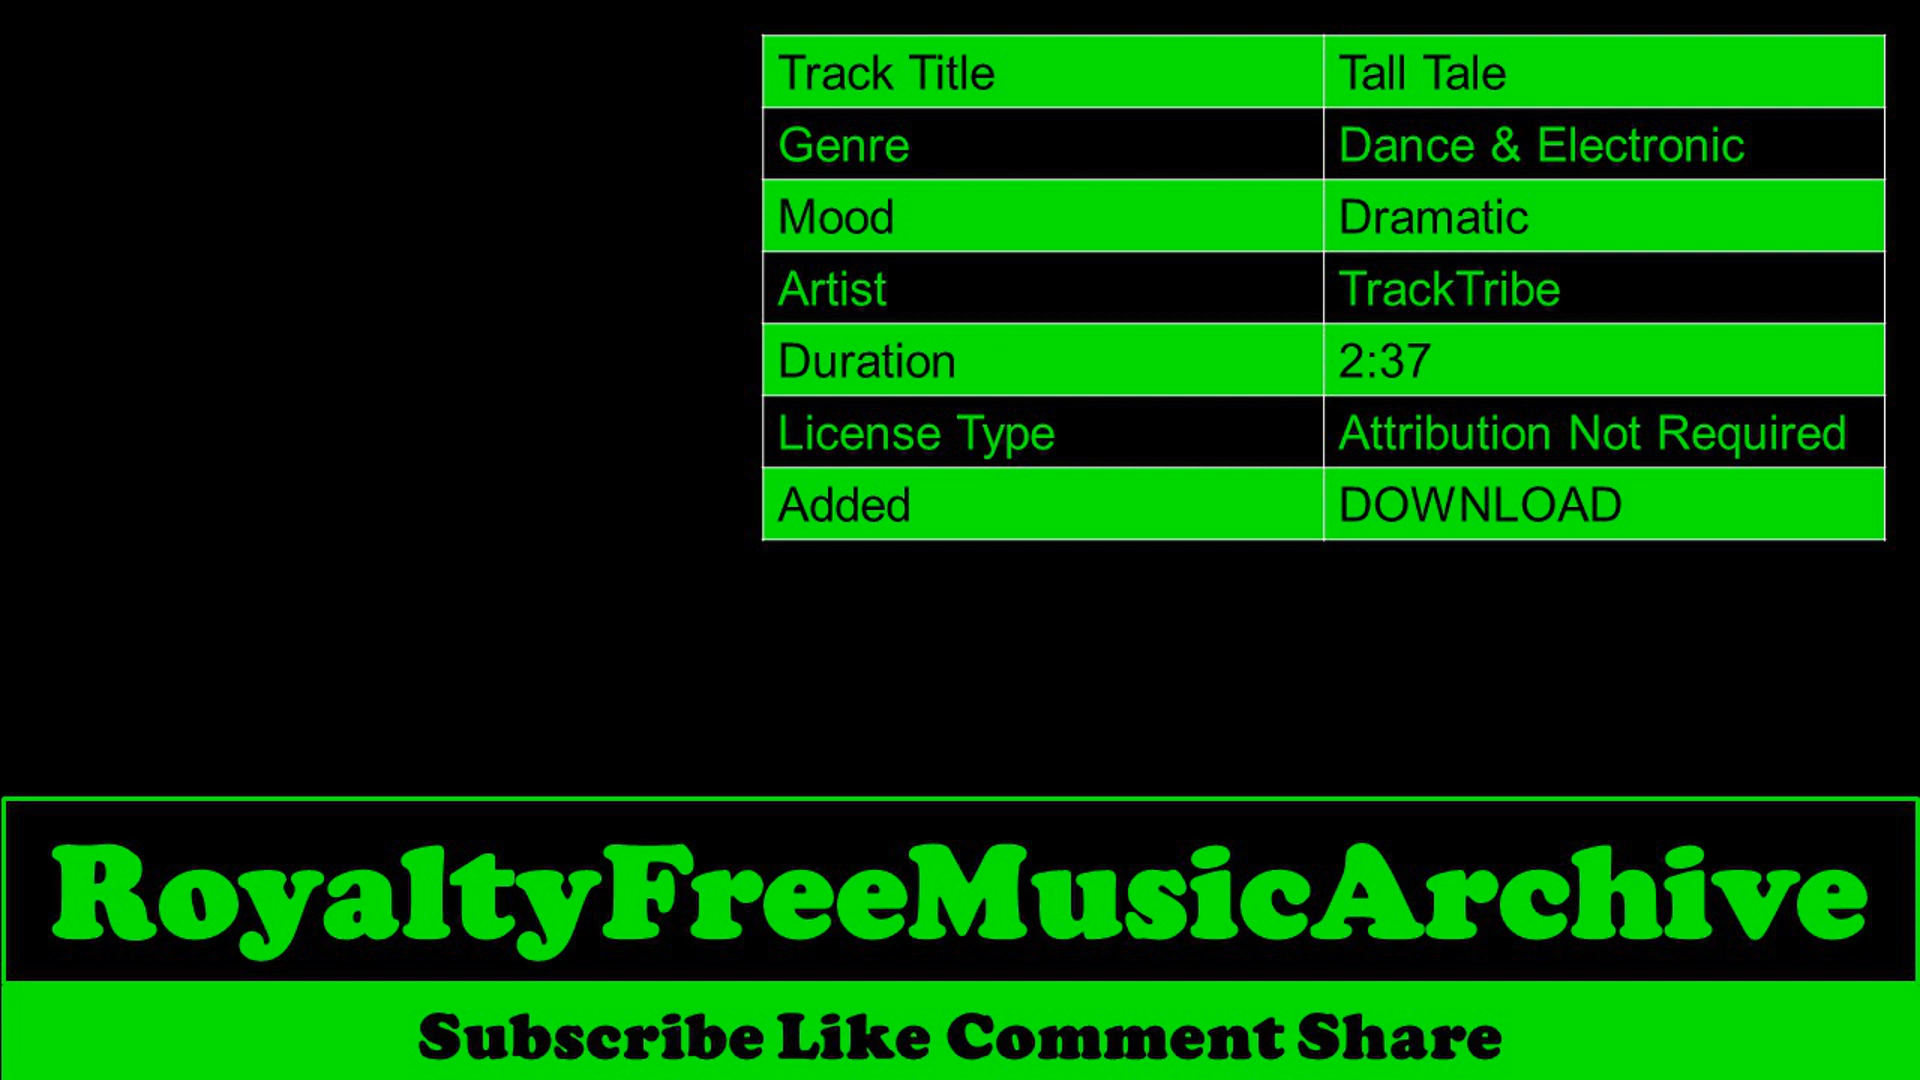 Track Title Tall Tale
Genre Dance & Electronic
Mood Dramatic
Artist TrackTribe
Duration 2:37
License Type Attribution Not Required
Added DOWNLOAD
RoyaltyFreeMusicArchive
Subscribe Like Comment Share